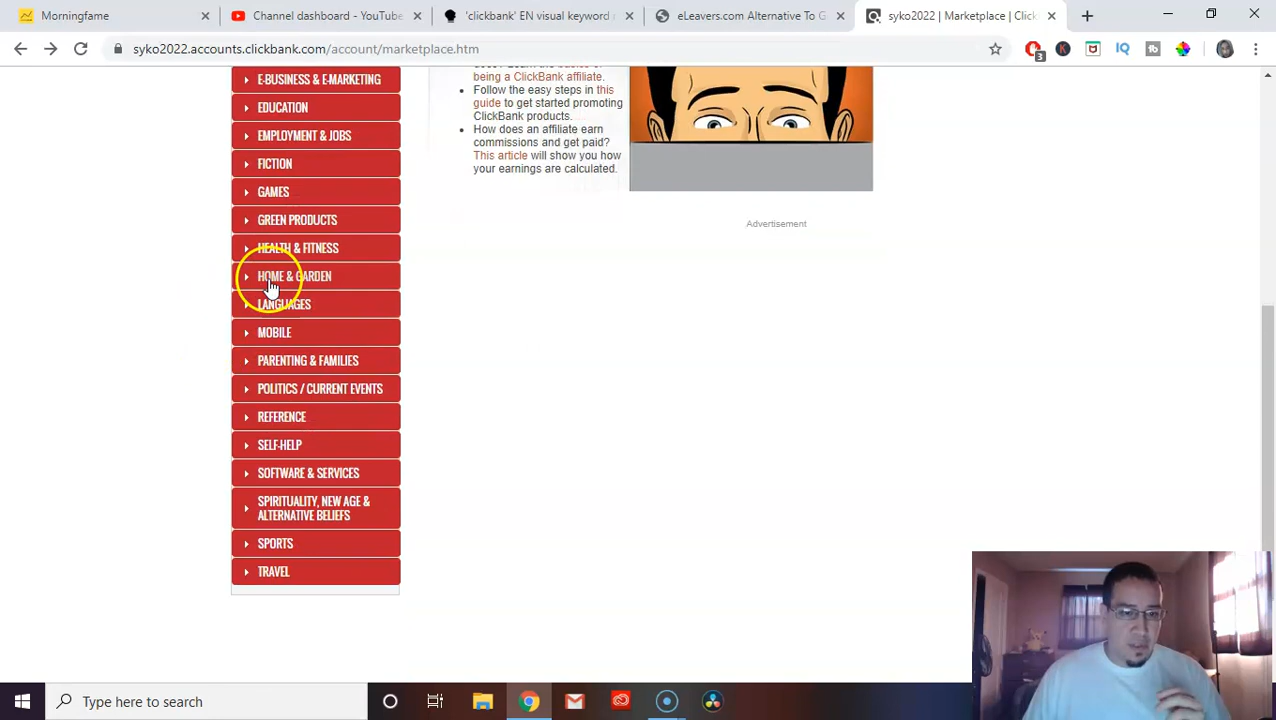 Morningfame
Channel dashboard - YouTube
'clickbank' EN visual keyword
eLeavers.com Alternative To G
syko2022 | Marketplace | Click
syko2022.accounts.clickbank.com/account/marketplace.htm
3
E-BUSINESS & E-MARKETING
EDUCATION
EMPLOYMENT & JOBS
FICTION
GAMES
GREEN PRODUCTS
HEALTH & FITNESS
HOME & GARDEN
LANGUAGES
MOBILE
PARENTING & FAMILIES
POLITICS / CURRENT EVENTS
REFERENCE
SELF-HELP
SOFTWARE & SERVICES
SPIRITUALITY, NEW AGE &
ALTERNATIVE BELIEFS
SPORTS
TRAVEL
being a ClickBank affiliate.
• Follow the easy steps in this
guide to get started promoting
ClickBank products.
• How does an affiliate earn
commissions and get paid?
This article will show you how
your earnings are calculated.
Advertisement
Type here to search